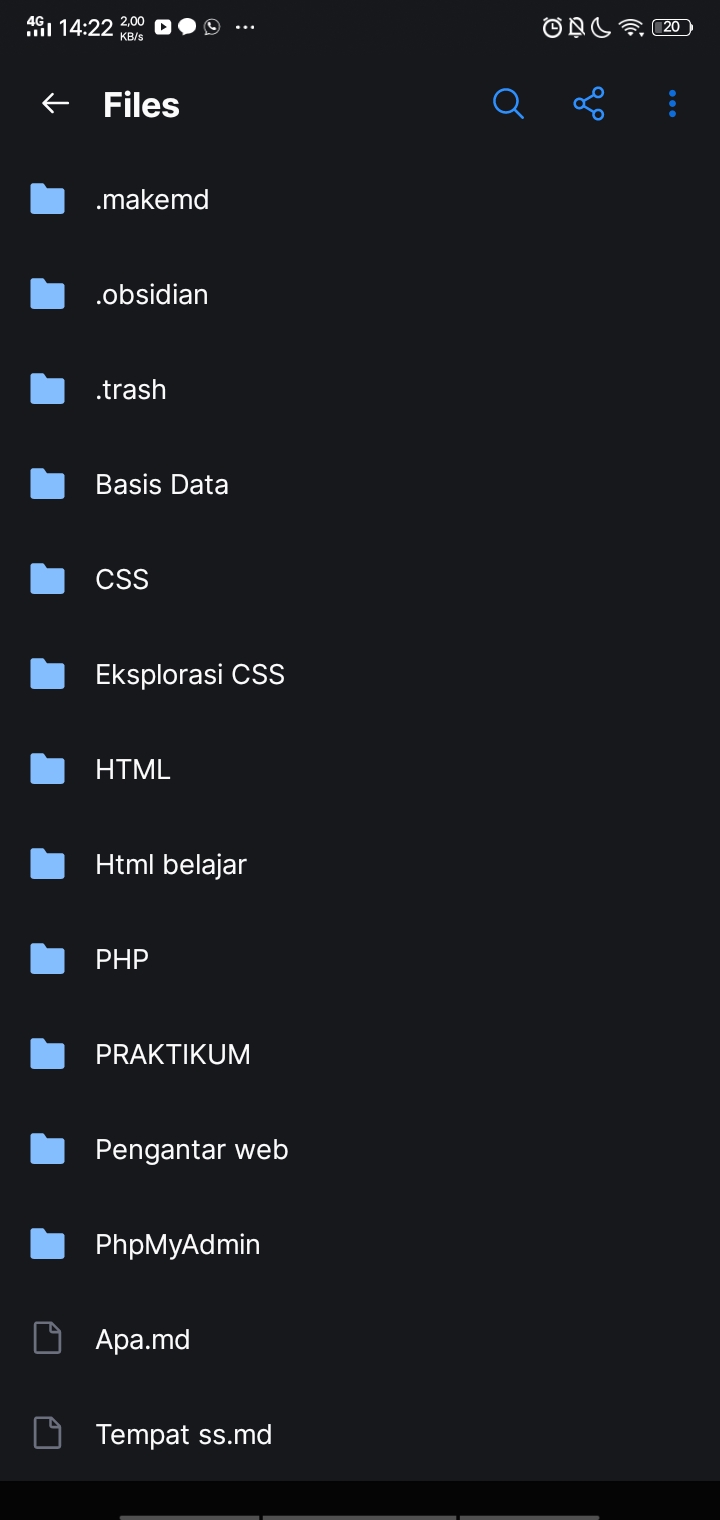 4G 14:22 2,00 KB/s 20
Files
.makemd
.obsidian
.trash
Basis Data
CSS
Eksplorasi CSS
HTML
Html belajar
PHP
PRAKTIKUM
Pengantar web
PhpMyAdmin
Apa.md
Tempat ss.md